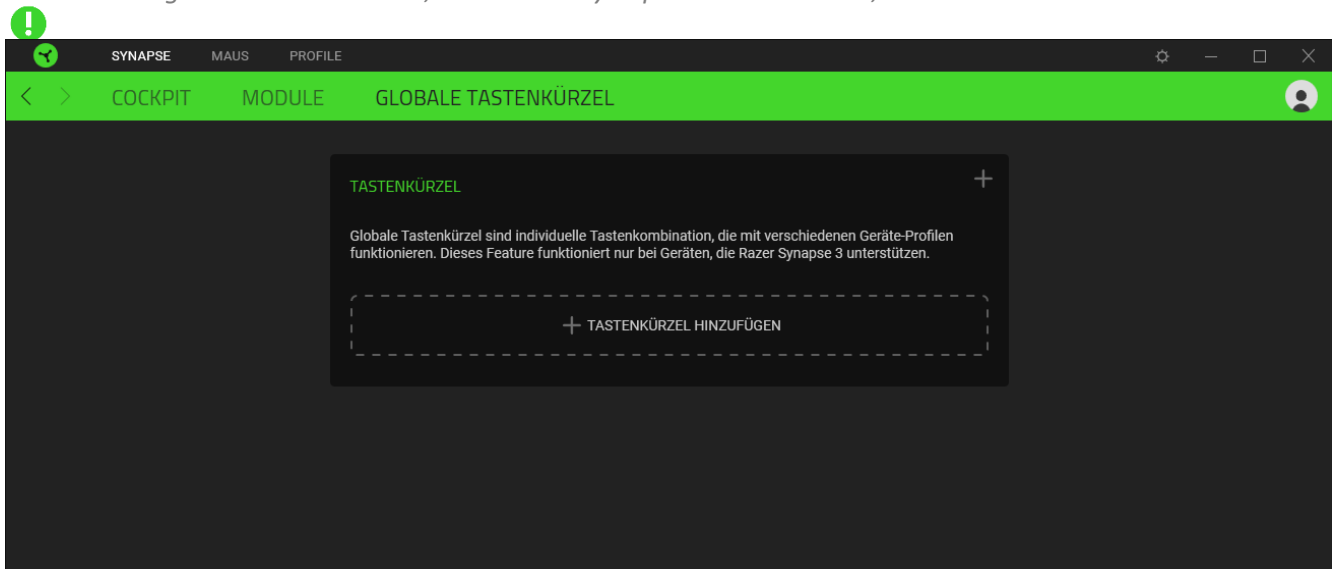 SYNAPSE MAUS PROFILE
COCKPIT MODULE GLOBALE TASTENKÜRZEL
TASTENKÜRZEL
Globale Tastenkürzel sind individuelle Tastenkombination, die mit verschiedenen Geräte-Profilen
funktionieren. Dieses Feature funktioniert nur bei Geräten, die Razer Synapse 3 unterstützen.
TASTENKÜRZEL HINZUFÜGEN